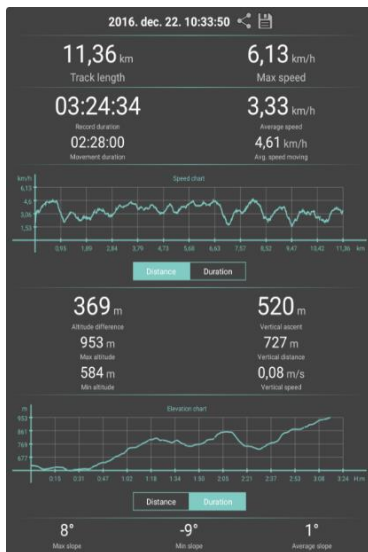 2016. dec. 22. 10:33:50
11,36 km 6,13 km/h
Track length Max speed
03:24:34 3,33 km/h
Record duration Average speed
02:28:00 4,61 km/h
Movement duration Avg. speed moving
km/h Speed chart
6,13
4,6
3,06
1,53
0,95 1,89 2,84 3,79 4,73 5,68 6,63 7,57 8,52 9,47 10,42 11,36 km
Distance Duration
369 m 520 m
Altitude difference Vertical ascent
953 m 727 m
Max altitude Vertical distance
584 m 0,08 m/s
Min altitude Vertical speed
m Elevation chart
953
861
769
677
0:15 0:31 0:47 1:02 1:18 1:34 1:50 2:05 2:21 2:37 2:53 3:08 3:24 H:m
Distance Duration
8° -9° 1°
Max slope Min slope Average slope